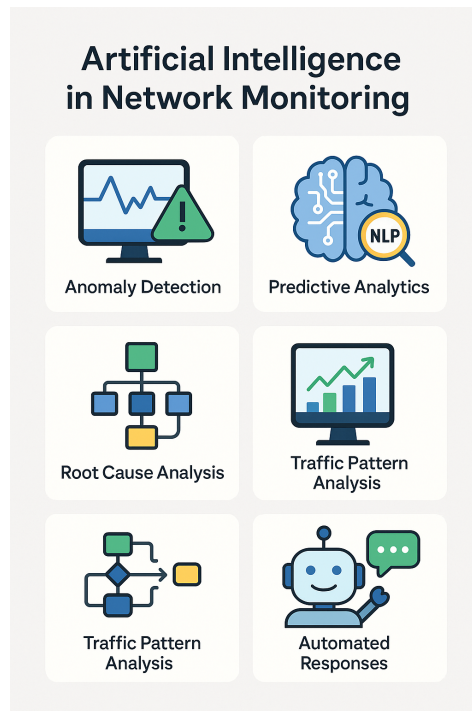 Artificial Intelligence
in Network Monitoring
Anomaly Detection
NLP
Predictive Analytics
Root Cause Analysis
Traffic Pattern
Analysis
Traffic Pattern
Analysis
Automated
Responses